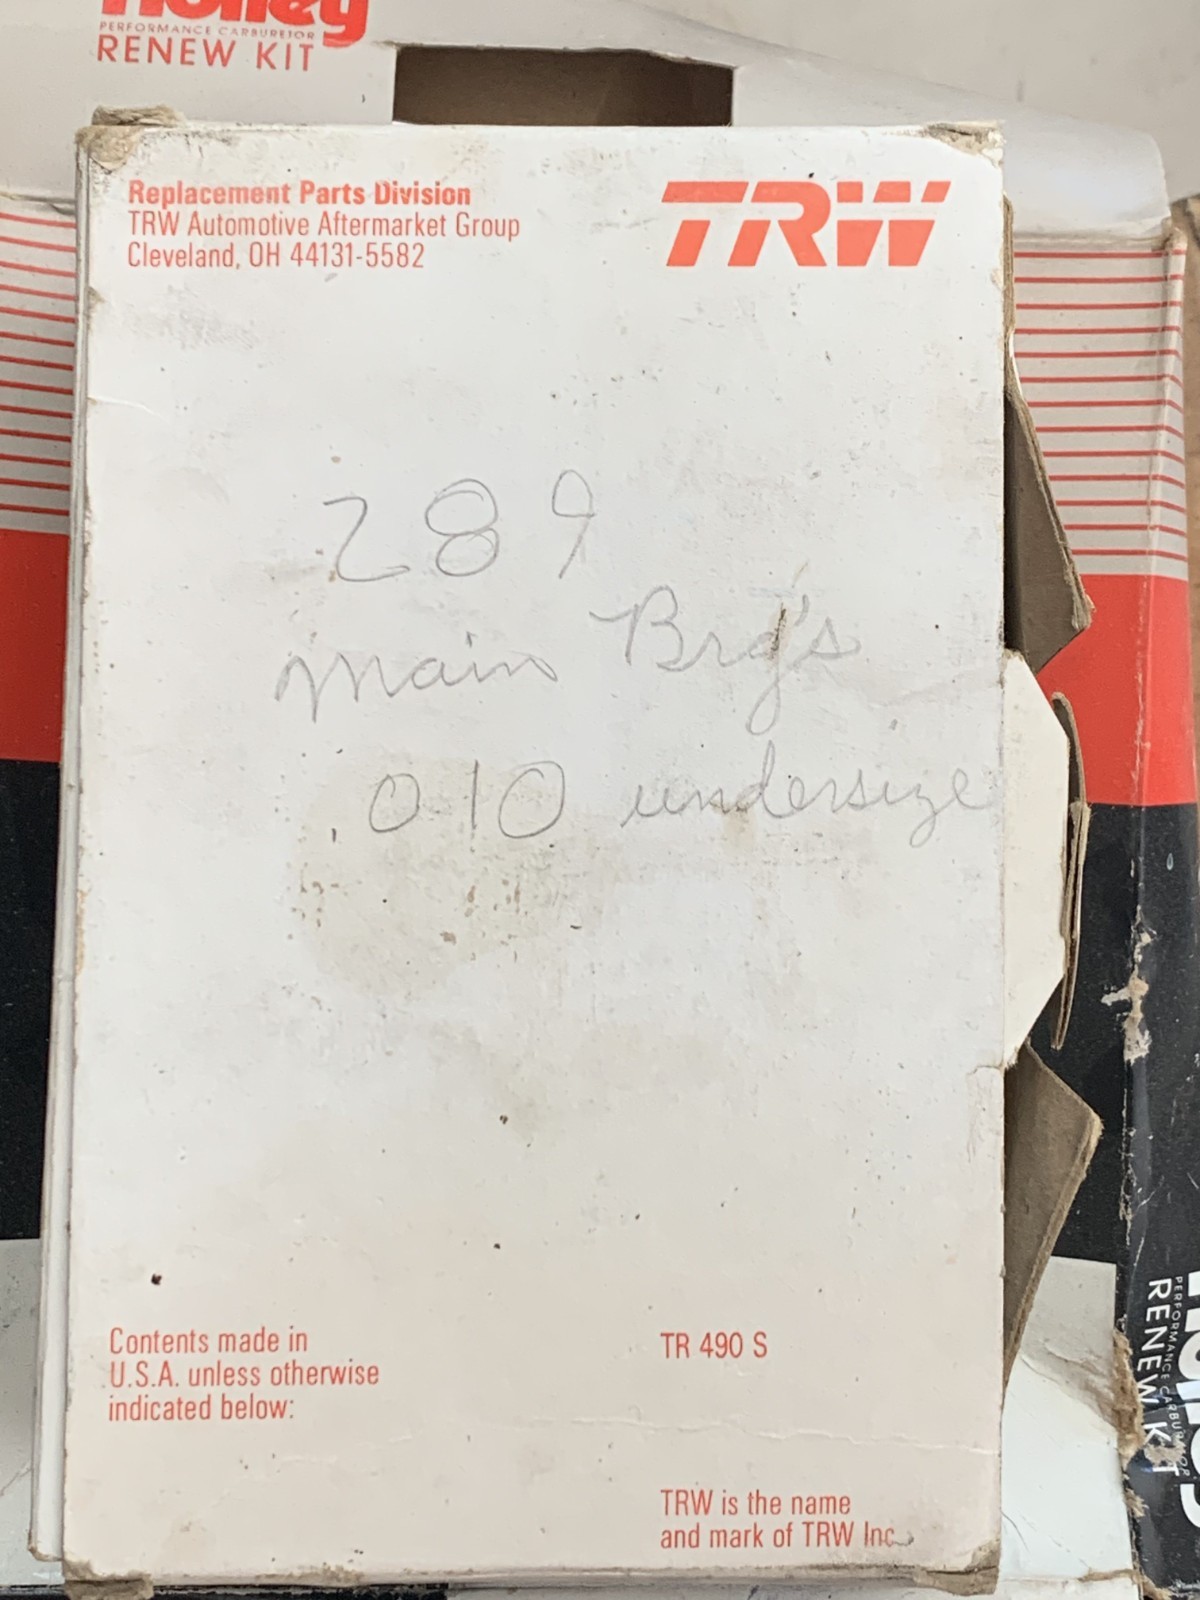 Holley
PERFORMANCE CARBURETOR
RENEW KIT
Replacement Parts Division
TRW Automotive Aftermarket Group
Cleveland, OH 44131-5582
TRW
289
Main Brg's
.010 undersize
Contents made in
U.S.A. unless otherwise
indicated below:
TR 490 S
TRW is the name
and mark of TRW Inc.
Holley
PERFORMANCE CARBURETOR
RENEW KIT